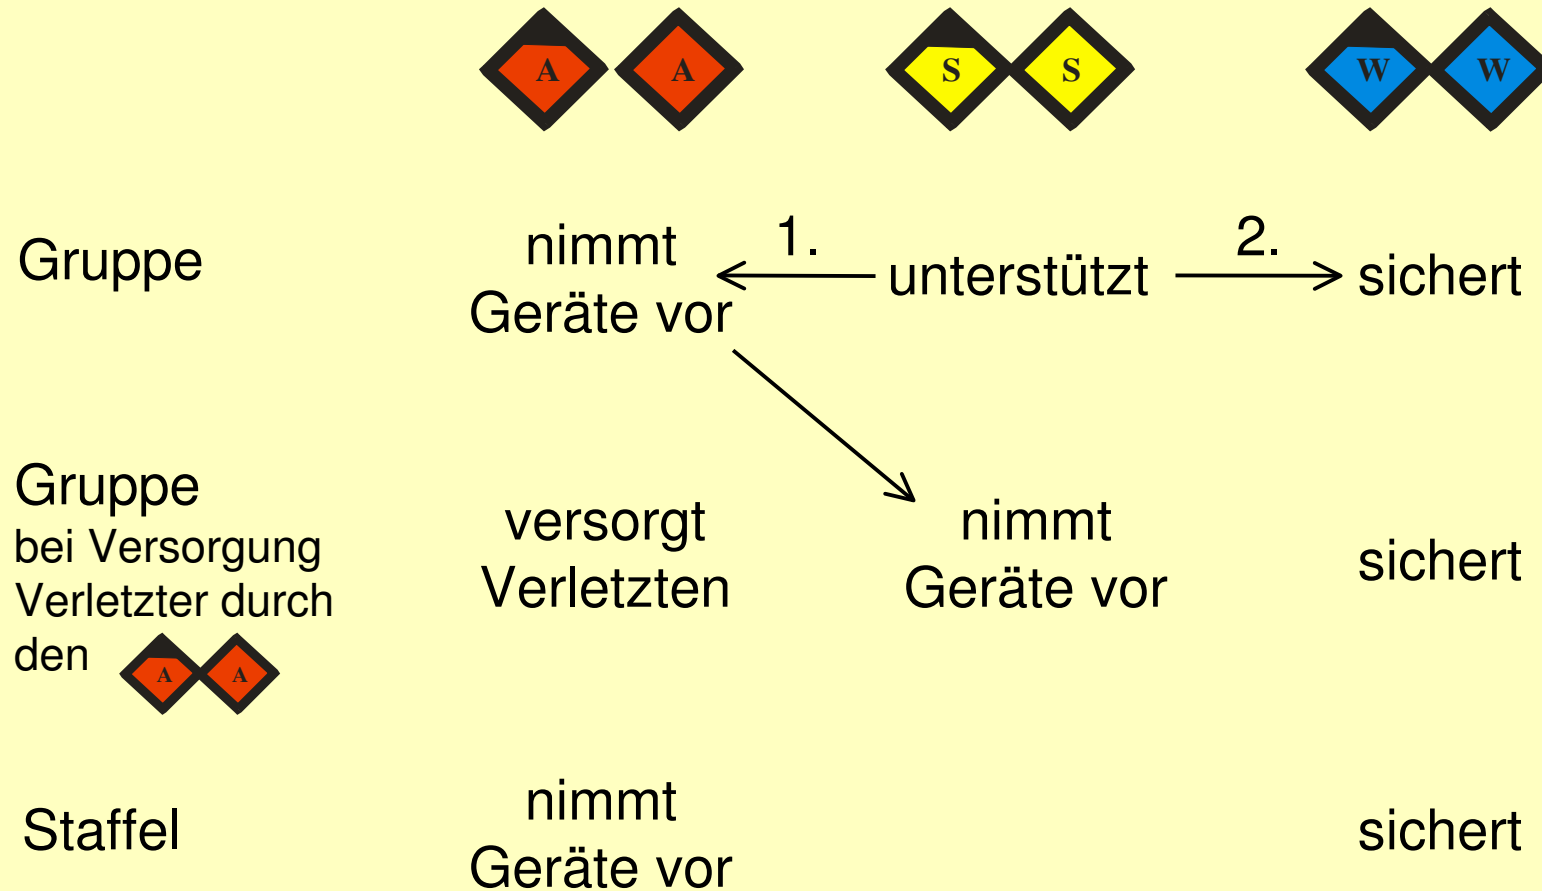 A A S S W W
Gruppe
nimmt
Geräte vor
1.
unterstützt
2.
sichert
Gruppe
bei Versorgung
Verletzter durch
den
A A
versorgt
Verletzten
nimmt
Geräte vor
sichert
Staffel
nimmt
Geräte vor
sichert